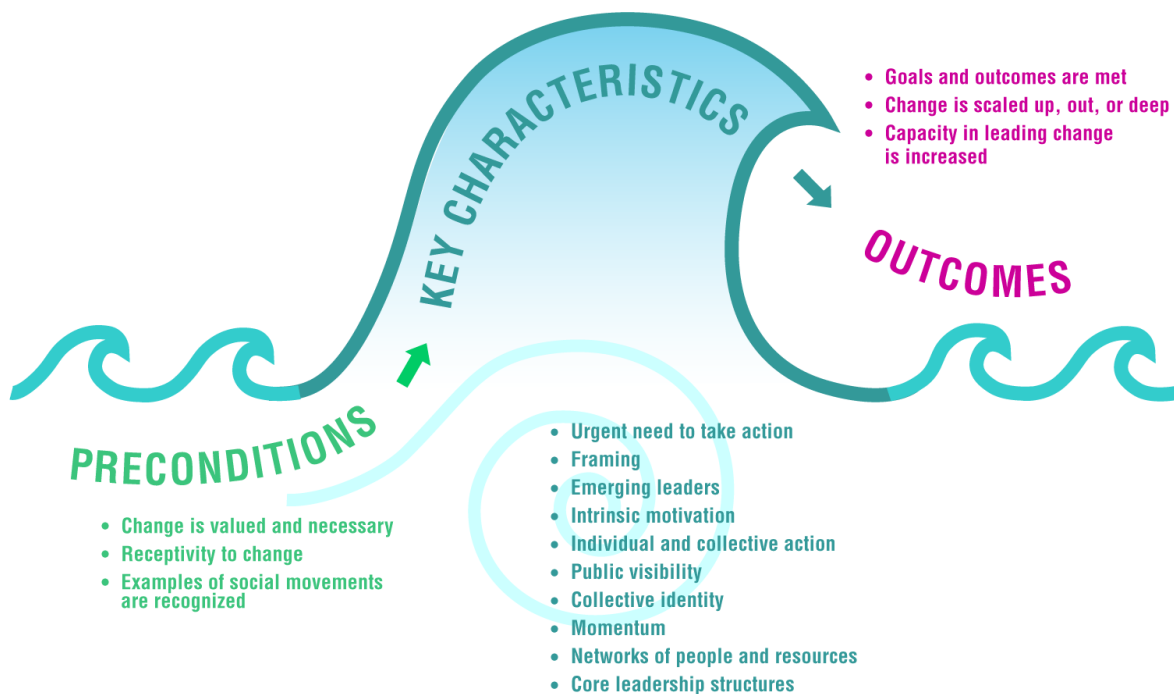 PRECONDITIONS
• Change is valued and necessary
• Receptivity to change
• Examples of social movements
are recognized
KEY CHARACTERISTICS
• Urgent need to take action
• Framing
• Emerging leaders
• Intrinsic motivation
• Individual and collective action
• Public visibility
• Collective identity
• Momentum
• Networks of people and resources
• Core leadership structures
OUTCOMES
• Goals and outcomes are met
• Change is scaled up, out, or deep
• Capacity in leading change
is increased